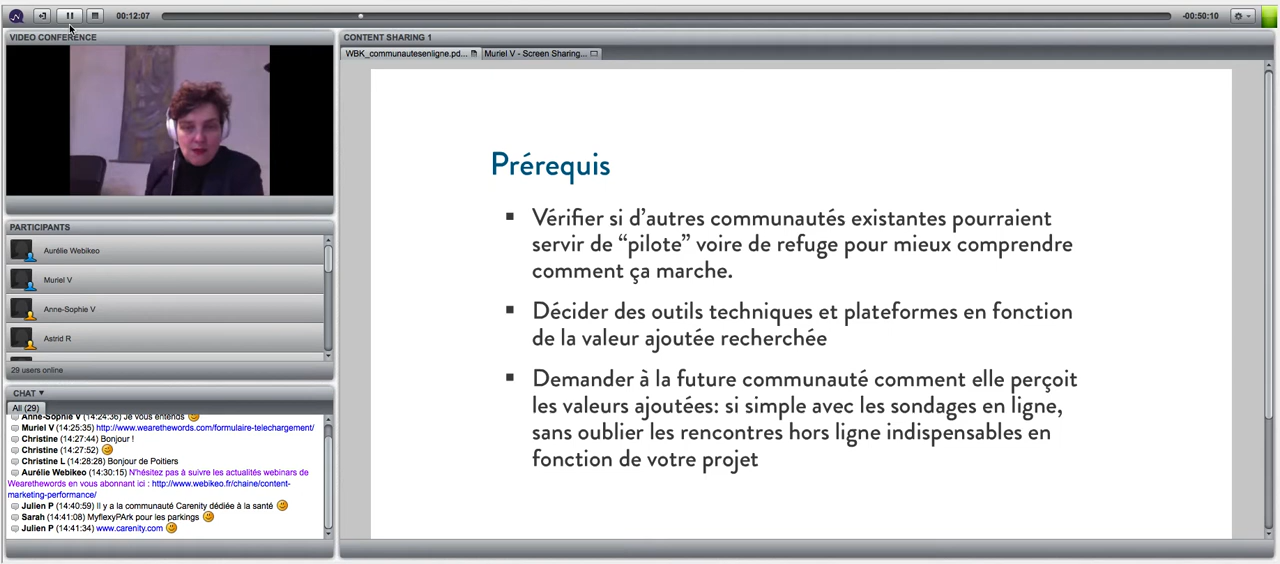 00:12:07
-00:50:10
VIDEO CONFERENCE
PARTICIPANTS
Aurélie Webikeo
Muriel V
Anne-Sophie V
Astrid R
29 users online
CHAT
All (29)
Anne-Sophie V (14:24:36) Je vous entends
Muriel V (14:25:35) http://www.wearethewords.com/formulaire-telechargement/
Christine (14:27:44) Bonjour !
Christine (14:27:52)
Christine L (14:28:28) Bonjour de Poitiers
Aurélie Webikeo (14:30:15) N'hésitez pas à suivre les actualités webinars de
Wearethewords en vous abonnant ici : http://www.webikeo.fr/chaine/content-
marketing-performance/
Julien P (14:40:59) Il y a la communauté Carenity dédiée à la santé
Sarah (14:41:08) MyflexyPArk pour les parkings
Julien P (14:41:34) www.carenity.com
CONTENT SHARING 1
WBK_communautesenligne.pd...
Muriel V - Screen Sharing...
Prérequis
▪ Vérifier si d’autres communautés existantes pourraient
servir de “pilote” voire de refuge pour mieux comprendre
comment ça marche.
▪ Décider des outils techniques et plateformes en fonction
de la valeur ajoutée recherchée
▪ Demander à la future communauté comment elle perçoit
les valeurs ajoutées: si simple avec les sondages en ligne,
sans oublier les rencontres hors ligne indispensables en
fonction de votre projet